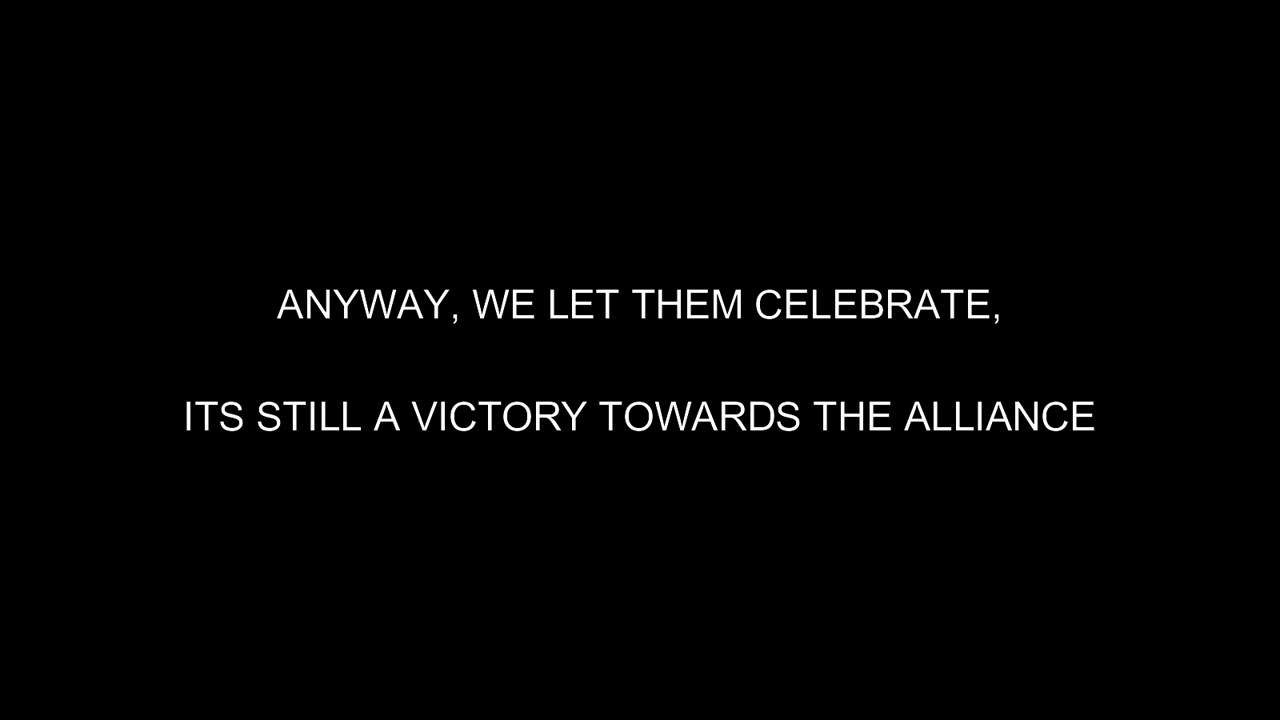 ANYWAY, WE LET THEM CELEBRATE,
ITS STILL A VICTORY TOWARDS THE ALLIANCE